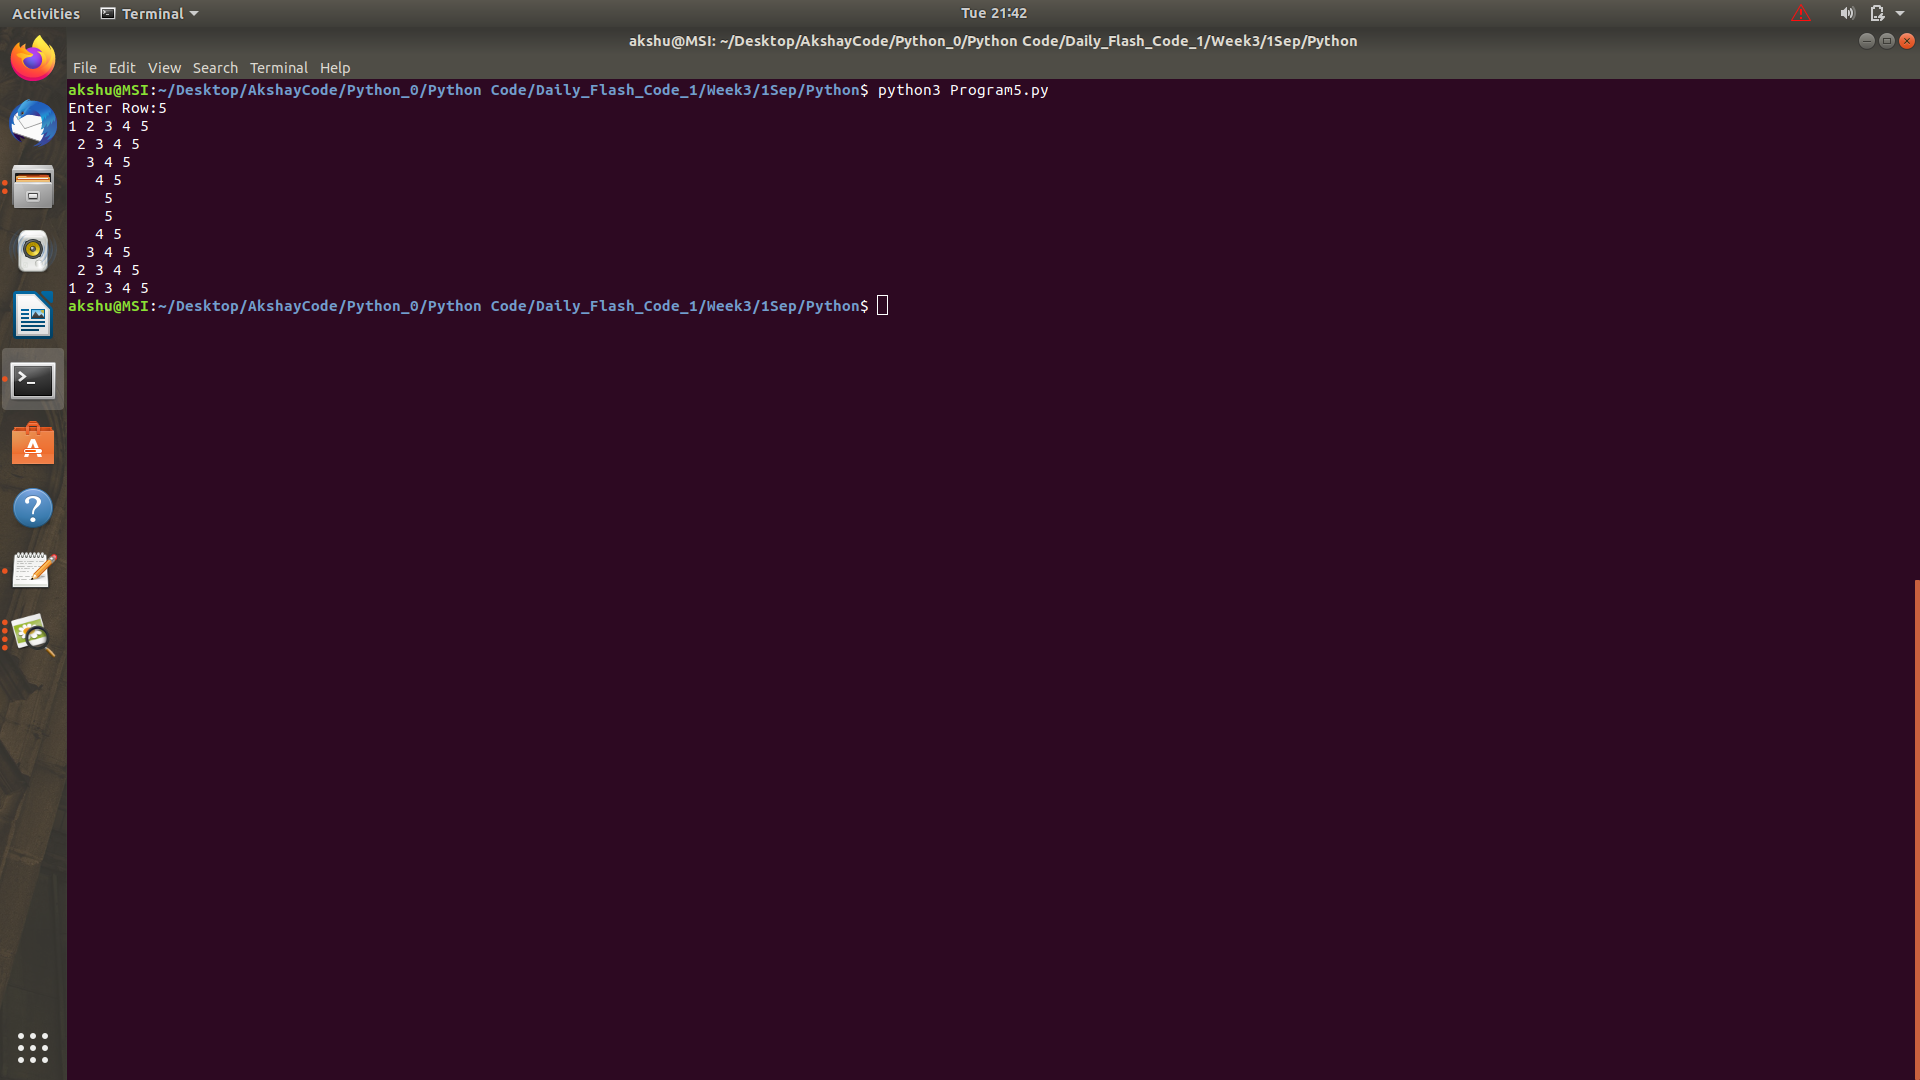 Activities Terminal Tue 21:42
akshu@MSI: ~/Desktop/AkshayCode/Python_0/Python Code/Daily_Flash_Code_1/Week3/1Sep/Python
File Edit View Search Terminal Help
akshu@MSI:~/Desktop/AkshayCode/Python_0/Python Code/Daily_Flash_Code_1/Week3/1Sep/Python$ python3 Program5.py
Enter Row:5
1 2 3 4 5
 2 3 4 5
  3 4 5
   4 5
    5
    5
   4 5
  3 4 5
 2 3 4 5
1 2 3 4 5
akshu@MSI:~/Desktop/AkshayCode/Python_0/Python Code/Daily_Flash_Code_1/Week3/1Sep/Python$